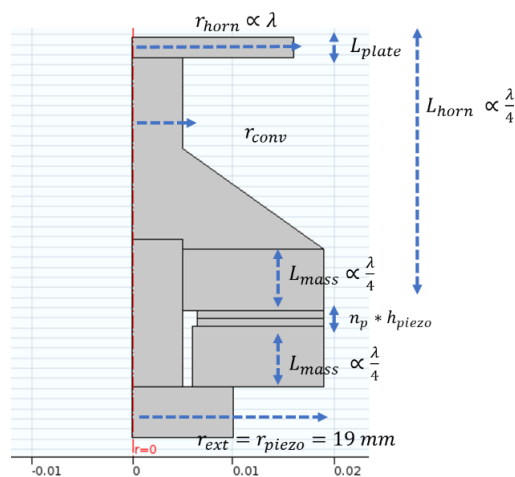 r_horn ∝ λ
L_plate
L_horn ∝ λ/4
r_conv
L_mass ∝ λ/4
n_p * h_piezo
L_mass ∝ λ/4
r_ext = r_piezo = 19 mm
r=0
-0.01 0 0.01 0.02